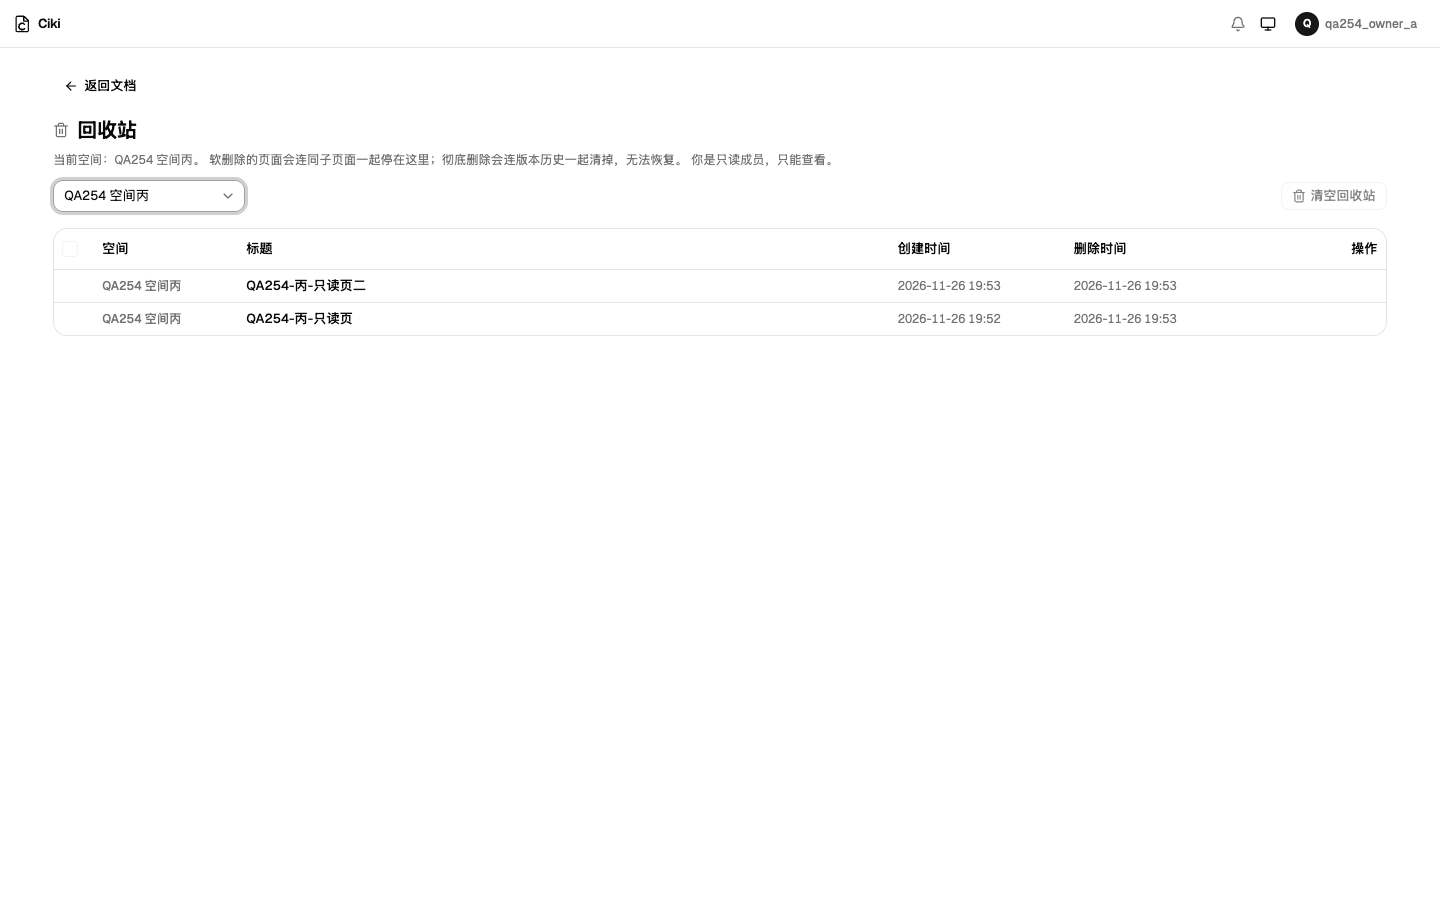 Ciki
Q qa254_owner_a
返回文档
回收站
当前空间：QA254 空间丙。 软删除的页面会连同子页面一起停在这里；彻底删除会连版本历史一起清掉，无法恢复。 你是只读成员，只能查看。
QA254 空间丙 清空回收站
空间 标题 创建时间 删除时间 操作
QA254 空间丙 QA254-丙-只读页二 2026-11-26 19:53 2026-11-26 19:53
QA254 空间丙 QA254-丙-只读页 2026-11-26 19:52 2026-11-26 19:53